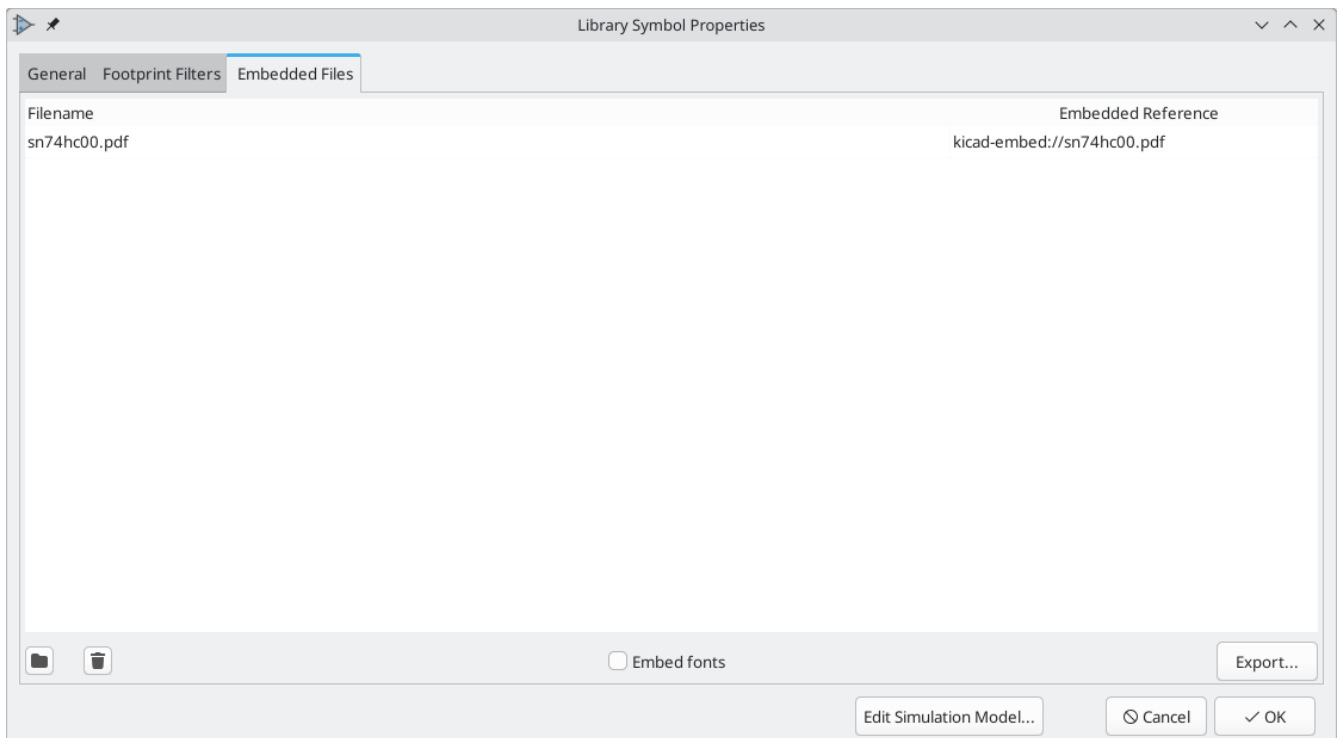 Library Symbol Properties
General Footprint Filters Embedded Files
Filename Embedded Reference
sn74hc00.pdf kicad-embed://sn74hc00.pdf
Embed fonts Export...
Edit Simulation Model... Cancel OK